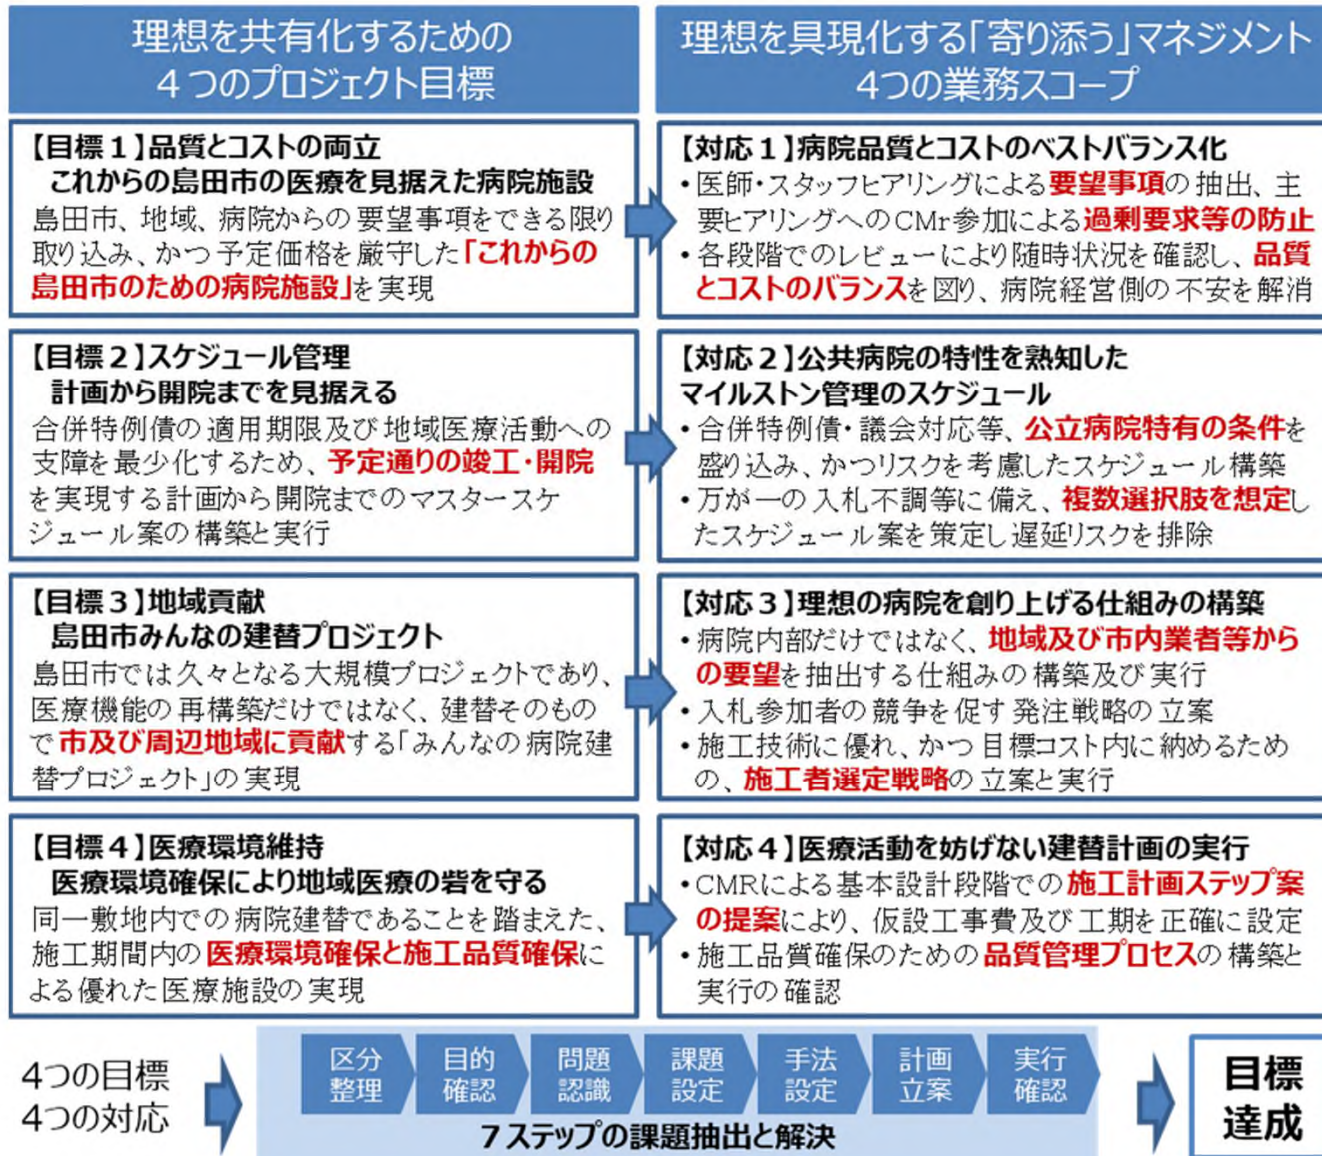 理想を共有化するための
4つのプロジェクト目標
理想を具現化する「寄り添う」マネジメント
4つの業務スコープ
【目標1】品質とコストの両立
これからの島田市の医療を見据えた病院施設
島田市、地域、病院からの要望事項をできる限り
取り込み、かつ予定価格を厳守した「これからの
島田市のための病院施設」を実現
【対応1】病院品質とコストのベストバランス化
・医師・スタッフヒアリングによる要望事項の抽出、主
要ヒアリングへのCMr参加による過剰要求等の防止
・各段階でのレビューにより随時状況を確認し、品質
とコストのバランスを図り、病院経営側の不安を解消
【目標2】スケジュール管理
計画から開院までを見据える
合併特例債の適用期限及び地域医療活動への
支障を最少化するため、予定通りの竣工・開院
を実現する計画から開院までのマスタースケ
ジュール案の構築と実行
【対応2】公共病院の特性を熟知した
マイルストン管理のスケジュール
・合併特例債・議会対応等、公立病院特有の条件を
盛り込み、かつリスクを考慮したスケジュール構築
・万が一の入札不調等に備え、複数選択肢を想定し
たスケジュール案を策定し遅延リスクを排除
【目標3】地域貢献
島田市みんなの建替プロジェクト
島田市では久々となる大規模プロジェクトであり、
医療機能の再構築だけではなく、建替そのもの
で市及び周辺地域に貢献する「みんなの病院建
替プロジェクト」の実現
【対応3】理想の病院を創り上げる仕組みの構築
・病院内部だけではなく、地域及び市内業者等から
の要望を抽出する仕組みの構築及び実行
・入札参加者の競争を促す発注戦略の立案
・施工技術に優れ、かつ目標コスト内に納めるため
の、施工者選定戦略の立案と実行
【目標4】医療環境維持
医療環境確保により地域医療の砦を守る
同一敷地内での病院建替であることを踏まえた、
施工期間内の医療環境確保と施工品質確保に
よる優れた医療施設の実現
【対応4】医療活動を妨げない建替計画の実行
・CMRによる基本設計段階での施工計画ステップ案
の提案により、仮設工事費及び工期を正確に設定
・施工品質確保のための品質管理プロセスの構築と
実行の確認
4つの目標
4つの対応
区分
整理
目的
確認
問題
認識
課題
設定
手法
設定
計画
立案
実行
確認
7ステップの課題抽出と解決
目標
達成